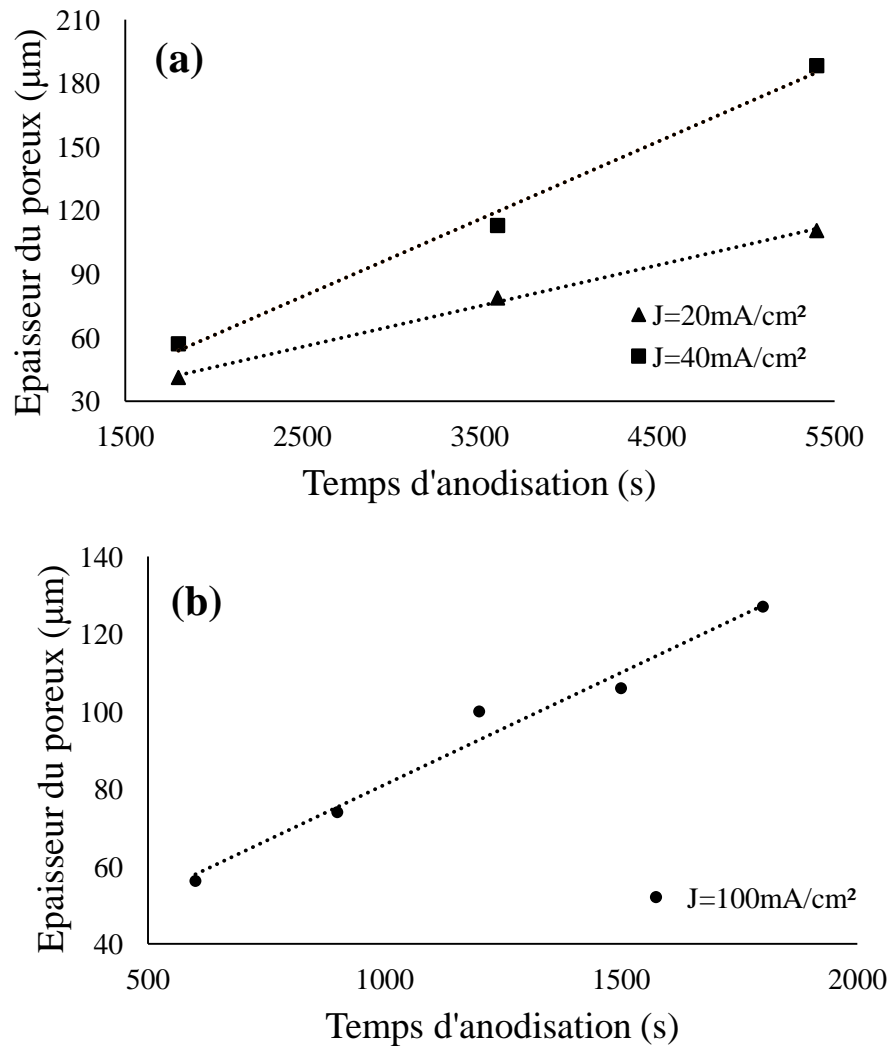 (a)
Epaisseur du poreux (µm)
210
180
150
120
90
60
30
1500
2500
3500
4500
5500
Temps d'anodisation (s)
J=20mA/cm²
J=40mA/cm²
(b)
Epaisseur du poreux (µm)
140
120
100
80
60
40
500
1000
1500
2000
Temps d'anodisation (s)
J=100mA/cm²